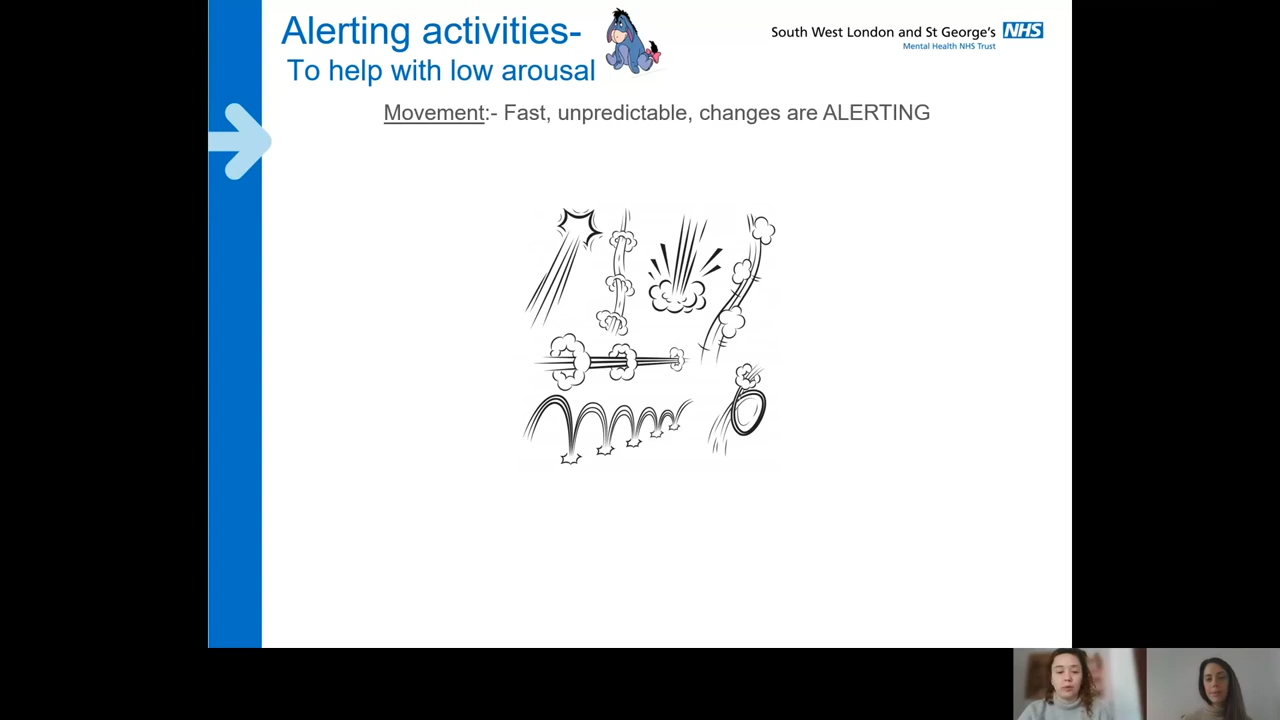 Alerting activities-
To help with low arousal
South West London and St George's NHS
Mental Health NHS Trust
Movement:- Fast, unpredictable, changes are ALERTING